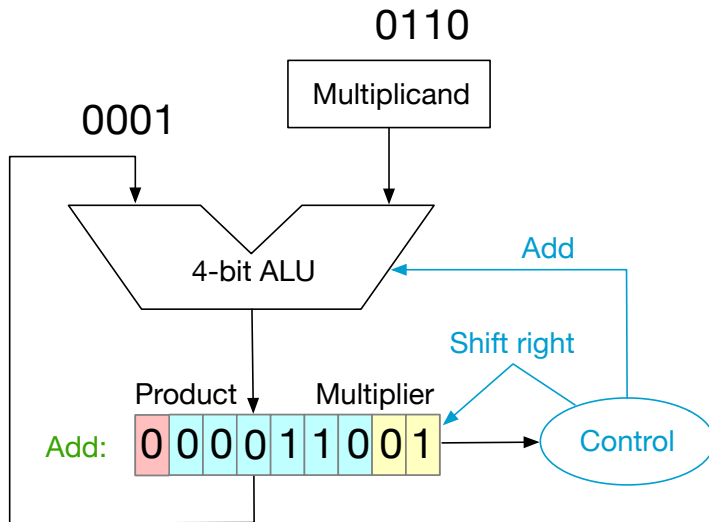 0110
Multiplicand
0001
4-bit ALU
Add
Shift right
Product Multiplier
Add: 0 0 0 0 1 1 0 0 1
Control